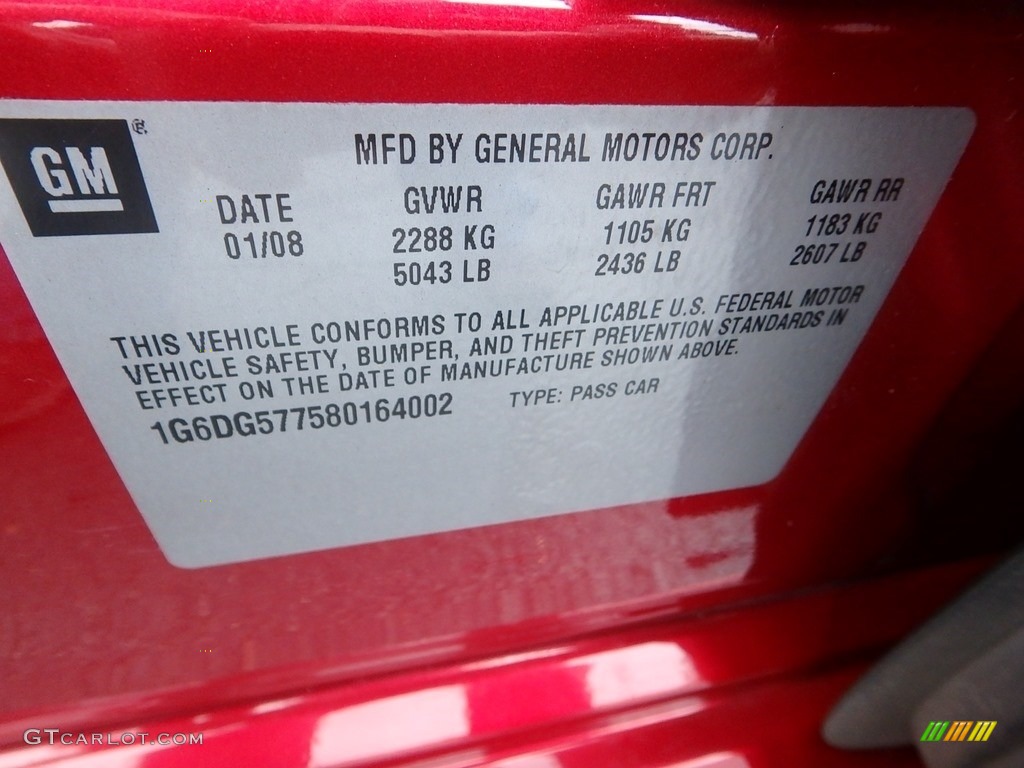 GM ®
MFD BY GENERAL MOTORS CORP.
DATE GVWR GAWR FRT GAWR RR
01/08 2288 KG 1105 KG 1183 KG
5043 LB 2436 LB 2607 LB
THIS VEHICLE CONFORMS TO ALL APPLICABLE U.S. FEDERAL MOTOR
VEHICLE SAFETY, BUMPER, AND THEFT PREVENTION STANDARDS IN
EFFECT ON THE DATE OF MANUFACTURE SHOWN ABOVE.
1G6DG577580164002 TYPE: PASS CAR
GTCARLOT.COM